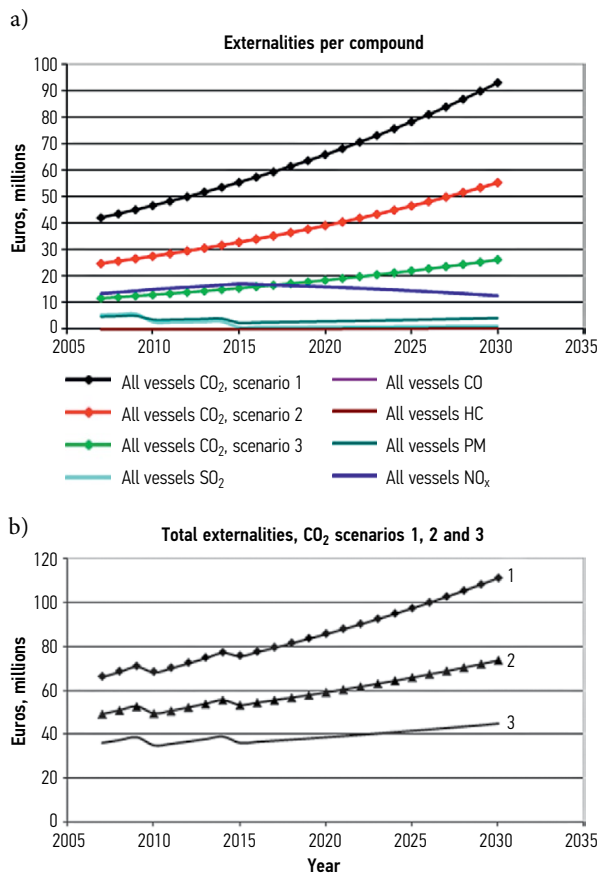 a)
Externalities per compound
Euros, millions
100
90
80
70
60
50
40
30
20
10
0
2005 2010 2015 2020 2025 2030 2035
All vessels CO₂, scenario 1
All vessels CO
All vessels CO₂, scenario 2
All vessels HC
All vessels CO₂, scenario 3
All vessels PM
All vessels SO₂
All vessels NOₓ
b)
Total externalities, CO₂ scenarios 1, 2 and 3
Euros, millions
120
100
80
60
40
20
0
1
2
3
2005 2010 2015 2020 2025 2030 2035
Year